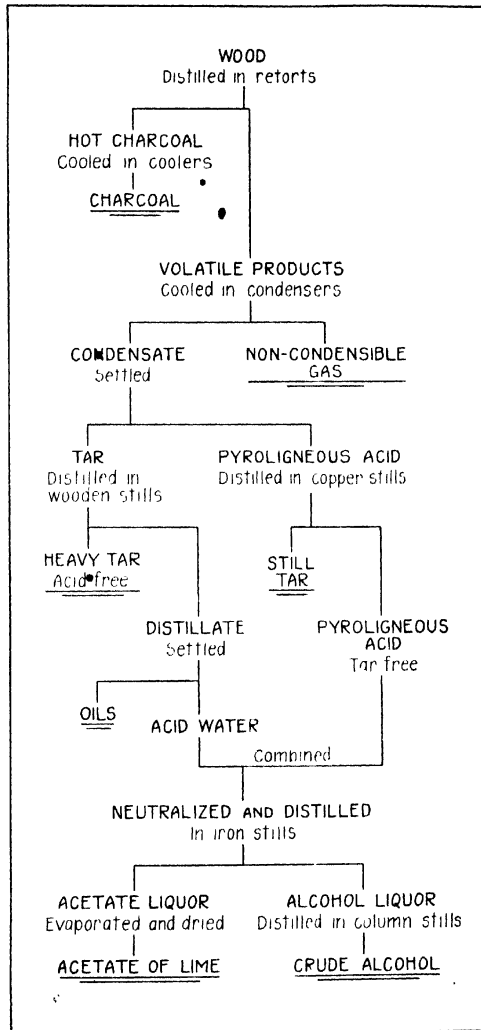 WOOD
Distilled in retorts
HOT CHARCOAL
Cooled in coolers
CHARCOAL
VOLATILE PRODUCTS
Cooled in condensers
CONDENSATE
Settled
NON-CONDENSIBLE
GAS
TAR
Distilled in
wooden stills
PYROLIGNEOUS ACID
Distilled in copper stills
HEAVY TAR
Acid free
STILL
TAR
DISTILLATE
Settled
PYROLIGNEOUS
ACID
Tar free
OILS
ACID WATER
Combined
NEUTRALIZED AND DISTILLED
In iron stills
ACETATE LIQUOR
Evaporated and dried
ALCOHOL LIQUOR
Distilled in column stills
ACETATE OF LIME
CRUDE ALCOHOL